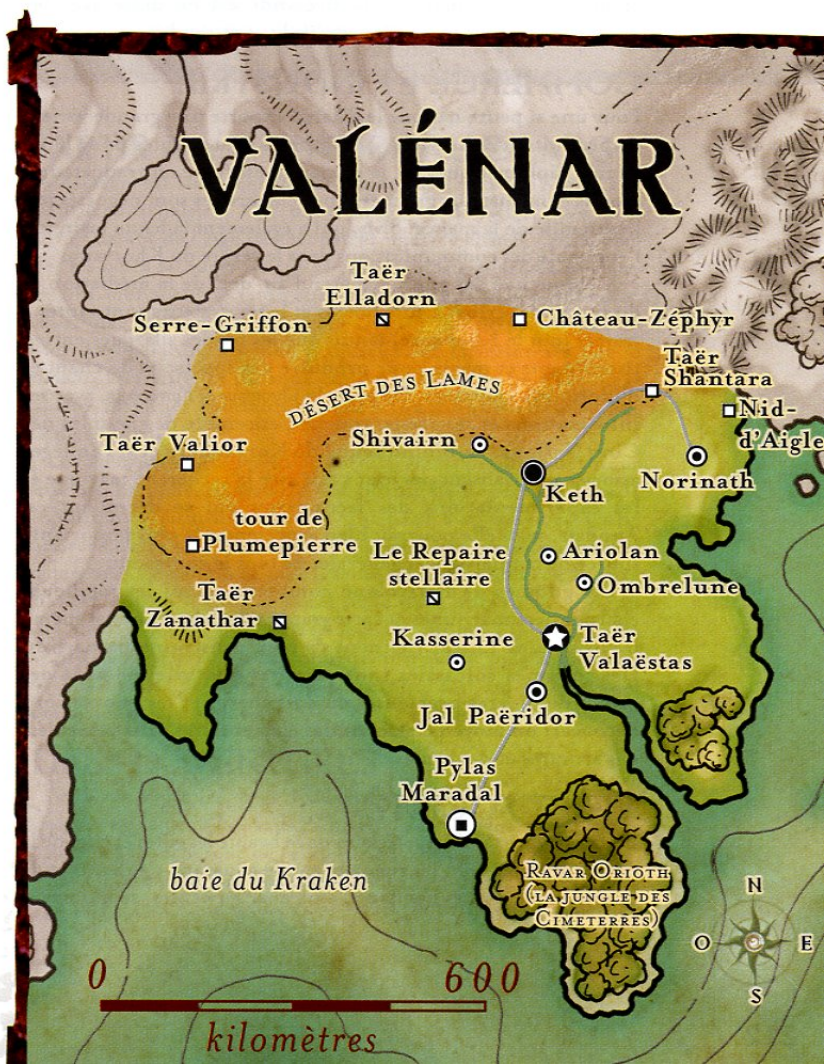 VALÉNAR
Taër
Elladorn
Serre-Griffon
Château-Zéphyr
Taër
Shantara
DÉSERT DES LAMES
Nid-
d'Aigle
Taër Valior
Shivairn
Norinath
Keth
tour de
Plumepierre
Le Repaire
stellaire
Ariolan
Ombrelune
Taër
Zanathar
Kasserine
Taër
Valaëstas
Jal Paëridor
Pylas
Maradal
baie du Kraken
RAVAR ORIOTH
(LA JUNGLE DES
CIMETERRES)
N
O
E
S
0
600
kilomètres